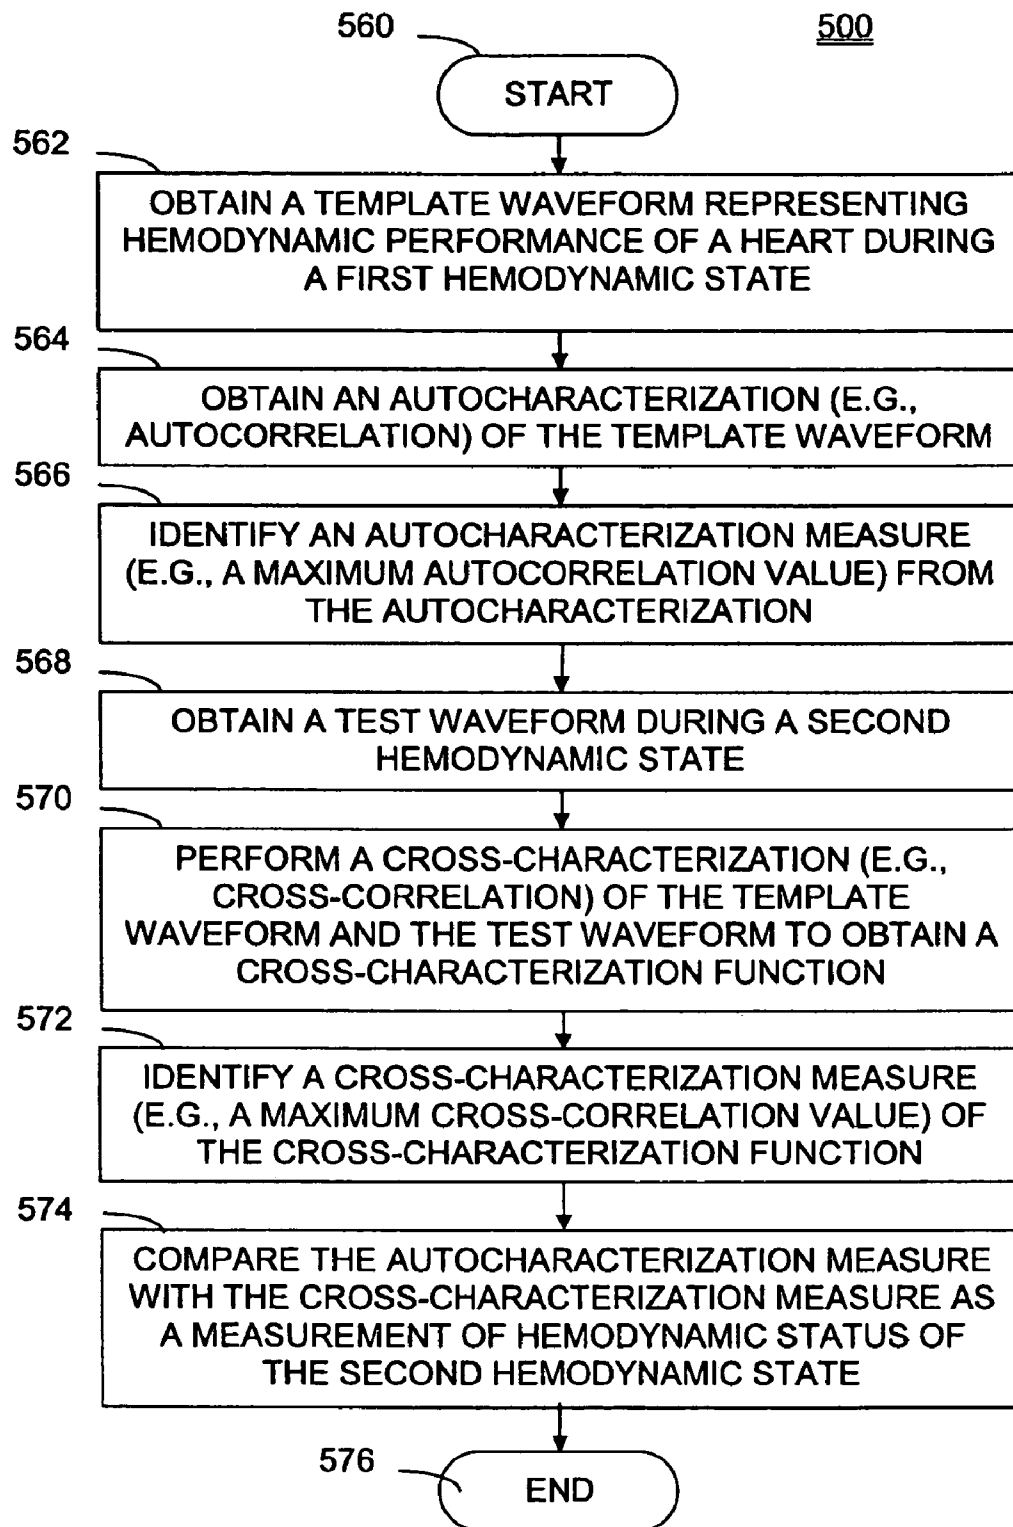 560
500
START
562
OBTAIN A TEMPLATE WAVEFORM REPRESENTING
HEMODYNAMIC PERFORMANCE OF A HEART DURING
A FIRST HEMODYNAMIC STATE
564
OBTAIN AN AUTOCHARACTERIZATION (E.G.,
AUTOCORRELATION) OF THE TEMPLATE WAVEFORM
566
IDENTIFY AN AUTOCHARACTERIZATION MEASURE
(E.G., A MAXIMUM AUTOCORRELATION VALUE) FROM
THE AUTOCHARACTERIZATION
568
OBTAIN A TEST WAVEFORM DURING A SECOND
HEMODYNAMIC STATE
570
PERFORM A CROSS-CHARACTERIZATION (E.G.,
CROSS-CORRELATION) OF THE TEMPLATE
WAVEFORM AND THE TEST WAVEFORM TO OBTAIN A
CROSS-CHARACTERIZATION FUNCTION
572
IDENTIFY A CROSS-CHARACTERIZATION MEASURE
(E.G., A MAXIMUM CROSS-CORRELATION VALUE) OF
THE CROSS-CHARACTERIZATION FUNCTION
574
COMPARE THE AUTOCHARACTERIZATION MEASURE
WITH THE CROSS-CHARACTERIZATION MEASURE AS
A MEASUREMENT OF HEMODYNAMIC STATUS OF
THE SECOND HEMODYNAMIC STATE
576
END